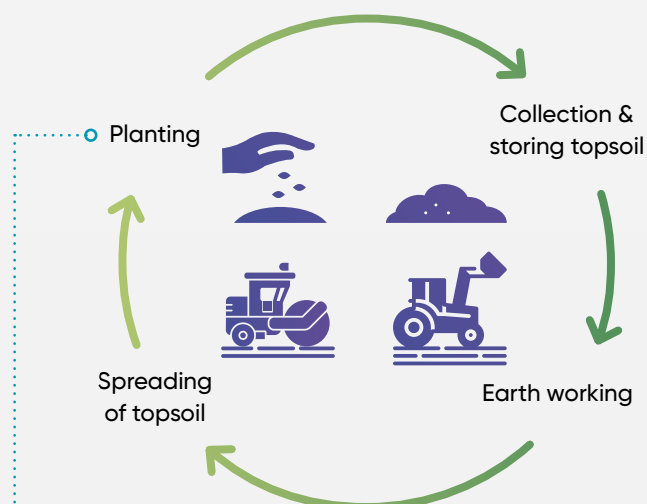 Planting
Collection &
storing topsoil
Spreading
of topsoil
Earth working